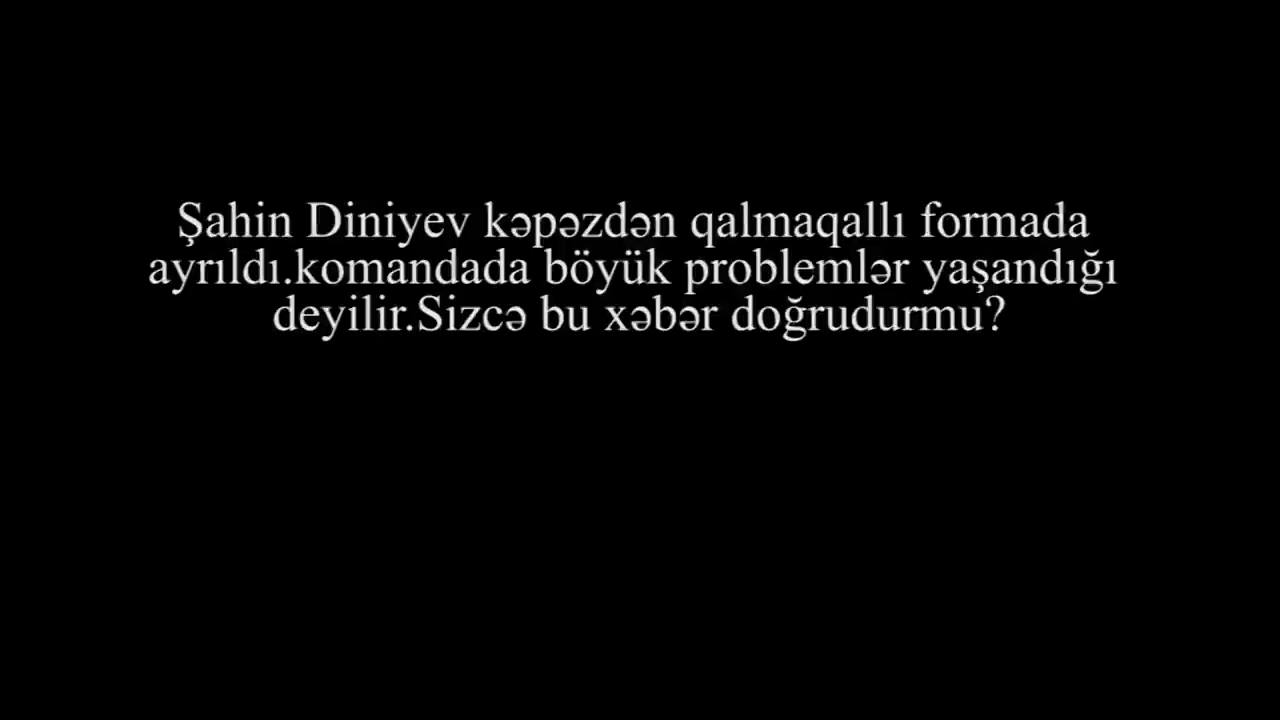 Şahin Diniyev kəpəzdən qalmaqallı formada
ayrıldı.komandada böyük problemlər yaşandığı
deyilir.Sizcə bu xəbər doğrudurmu?